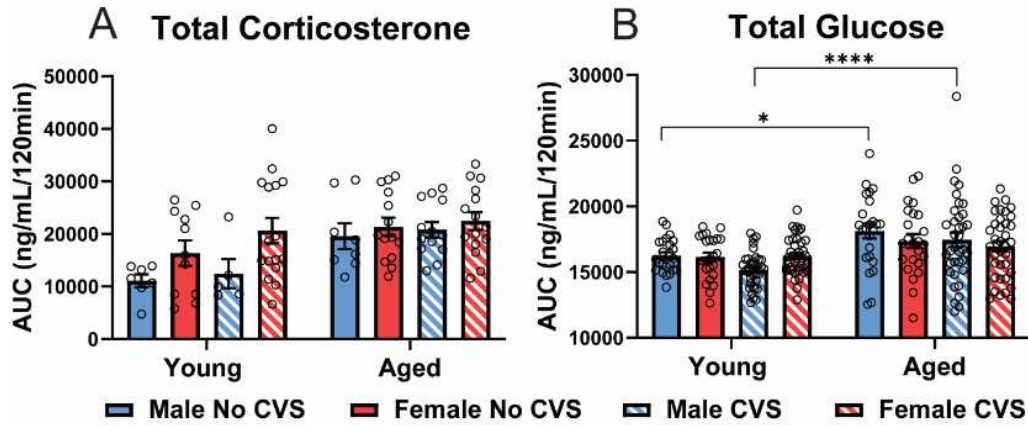 A Total Corticosterone
AUC (ng/mL/120min)
50000
40000
30000
20000
10000
0
Young Aged
B Total Glucose
AUC (ng/mL/120min)
30000
25000
20000
15000
10000
*
****
Young Aged
Male No CVS Female No CVS Male CVS Female CVS